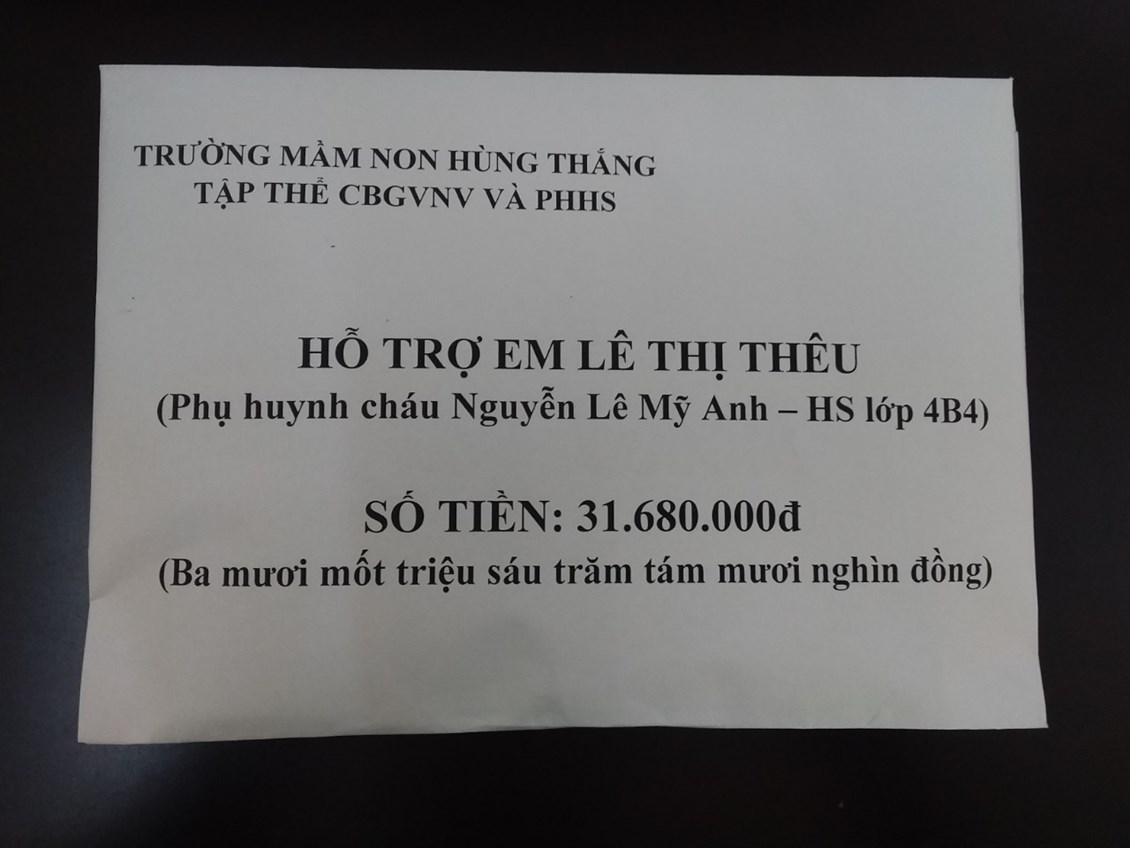 TRƯỜNG MẦM NON HÙNG THẮNG
TẬP THỂ CBGVNV VÀ PHHS
HỖ TRỢ EM LÊ THỊ THÊU
(Phụ huynh cháu Nguyễn Lê Mỹ Anh – HS lớp 4B4)
SỐ TIỀN: 31.680.000đ
(Ba mươi mốt triệu sáu trăm tám mươi nghìn đồng)